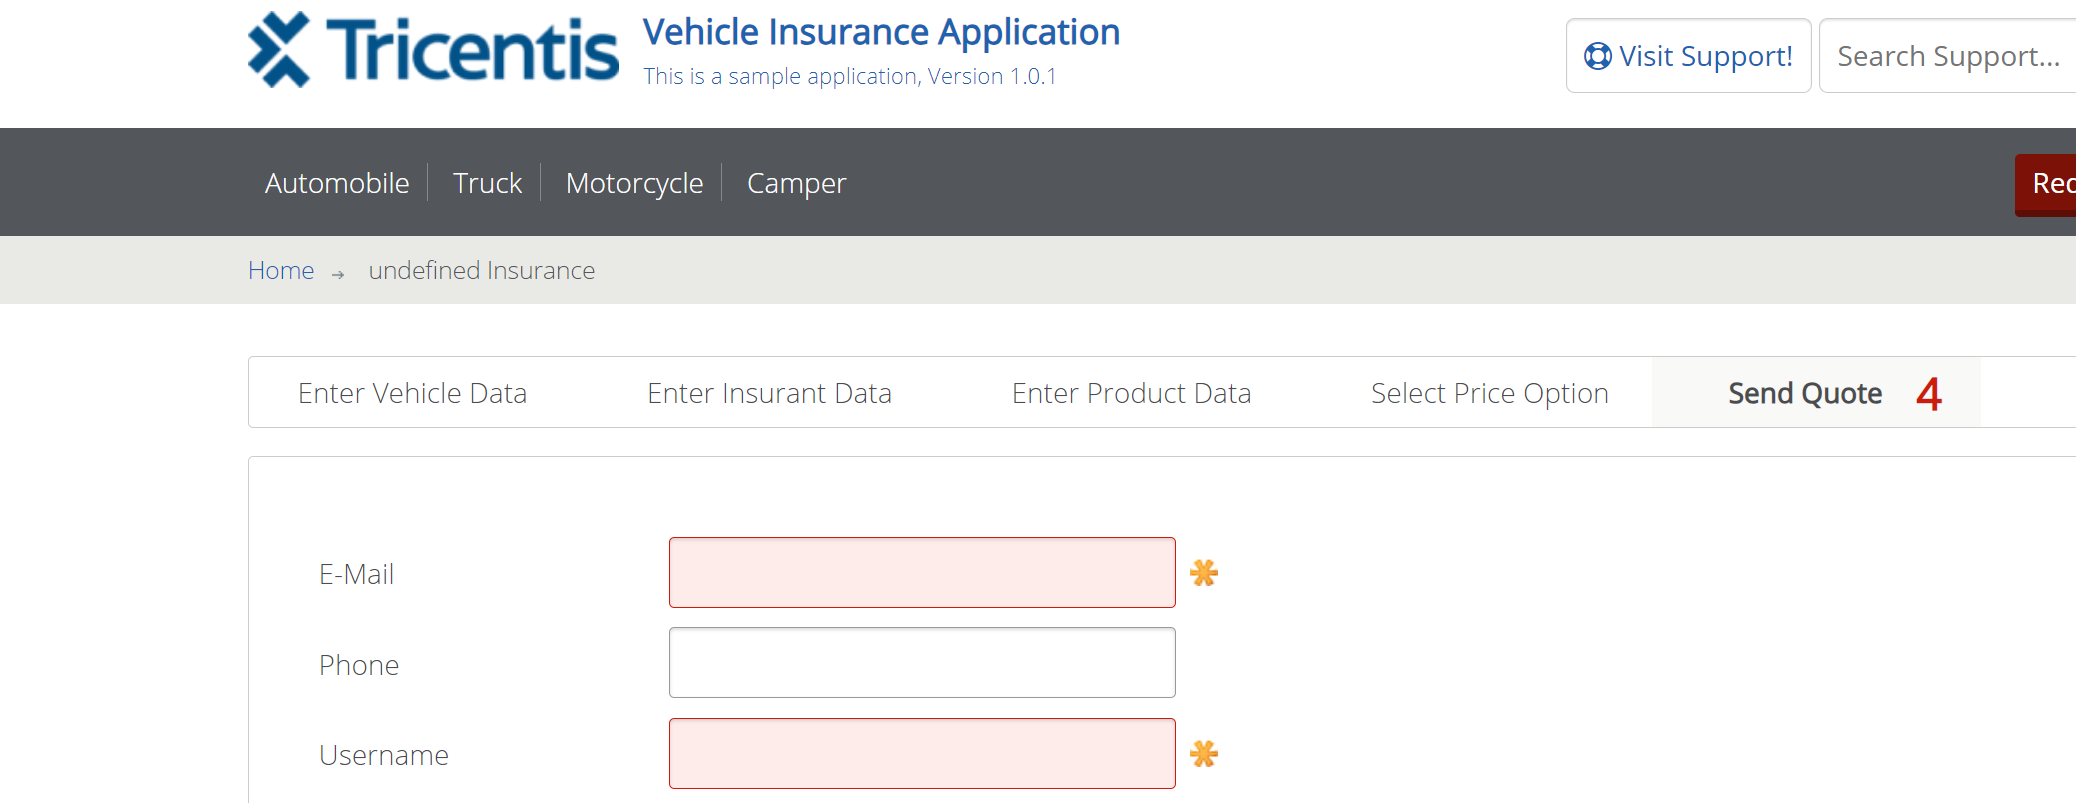 Tricentis
Vehicle Insurance Application
This is a sample application, Version 1.0.1
Visit Support!
Search Support...
Automobile
Truck
Motorcycle
Camper
Rec
Home → undefined Insurance
Enter Vehicle Data
Enter Insurant Data
Enter Product Data
Select Price Option
Send Quote 4
E-Mail
Phone
Username